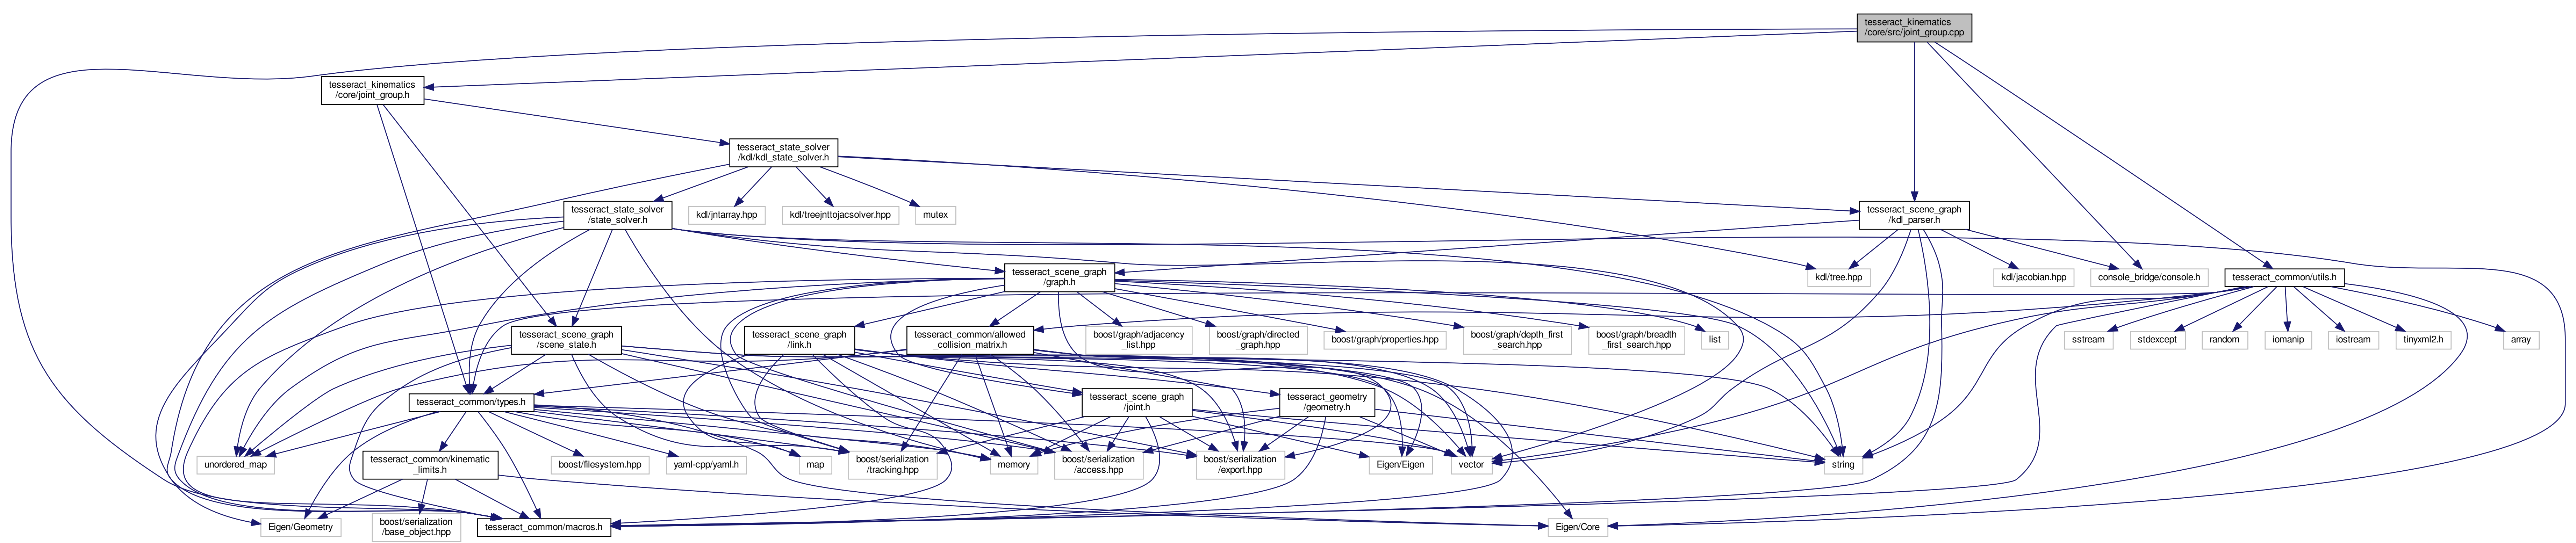 tesseract_kinematics
/core/src/joint_group.cpp
tesseract_kinematics
/core/joint_group.h
tesseract_state_solver
/kdl/kdl_state_solver.h
tesseract_state_solver
/state_solver.h
kdl/jntarray.hpp
kdl/treejnttojacsolver.hpp
mutex
tesseract_scene_graph
/kdl_parser.h
tesseract_scene_graph
/graph.h
kdl/tree.hpp
kdl/jacobian.hpp
console_bridge/console.h
tesseract_common/utils.h
tesseract_scene_graph
/scene_state.h
tesseract_scene_graph
/link.h
tesseract_common/allowed
_collision_matrix.h
boost/graph/adjacency
_list.hpp
boost/graph/directed
_graph.hpp
boost/graph/properties.hpp
boost/graph/depth_first
_search.hpp
boost/graph/breadth
_first_search.hpp
list
sstream
stdexcept
random
iomanip
iostream
tinyxml2.h
array
tesseract_common/types.h
tesseract_scene_graph
/joint.h
tesseract_geometry
/geometry.h
unordered_map
tesseract_common/kinematic
_limits.h
boost/filesystem.hpp
yaml-cpp/yaml.h
map
boost/serialization
/tracking.hpp
memory
boost/serialization
/access.hpp
boost/serialization
/export.hpp
Eigen/Eigen
vector
string
Eigen/Geometry
boost/serialization
/base_object.hpp
tesseract_common/macros.h
Eigen/Core